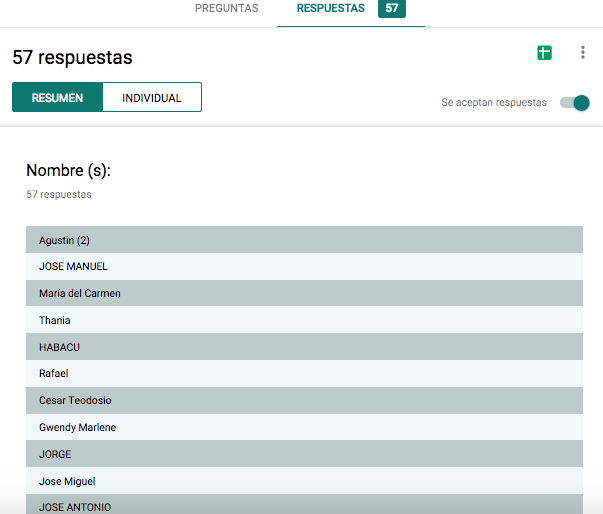 PREGUNTAS RESPUESTAS 57
57 respuestas
RESUMEN INDIVIDUAL
Se aceptan respuestas
Nombre (s):
57 respuestas
Agustin (2)
JOSE MANUEL
María del Carmen
Thania
HABACU
Rafael
Cesar Teodosio
Gwendy Marlene
JORGE
Jose Miguel
JOSE ANTONIO